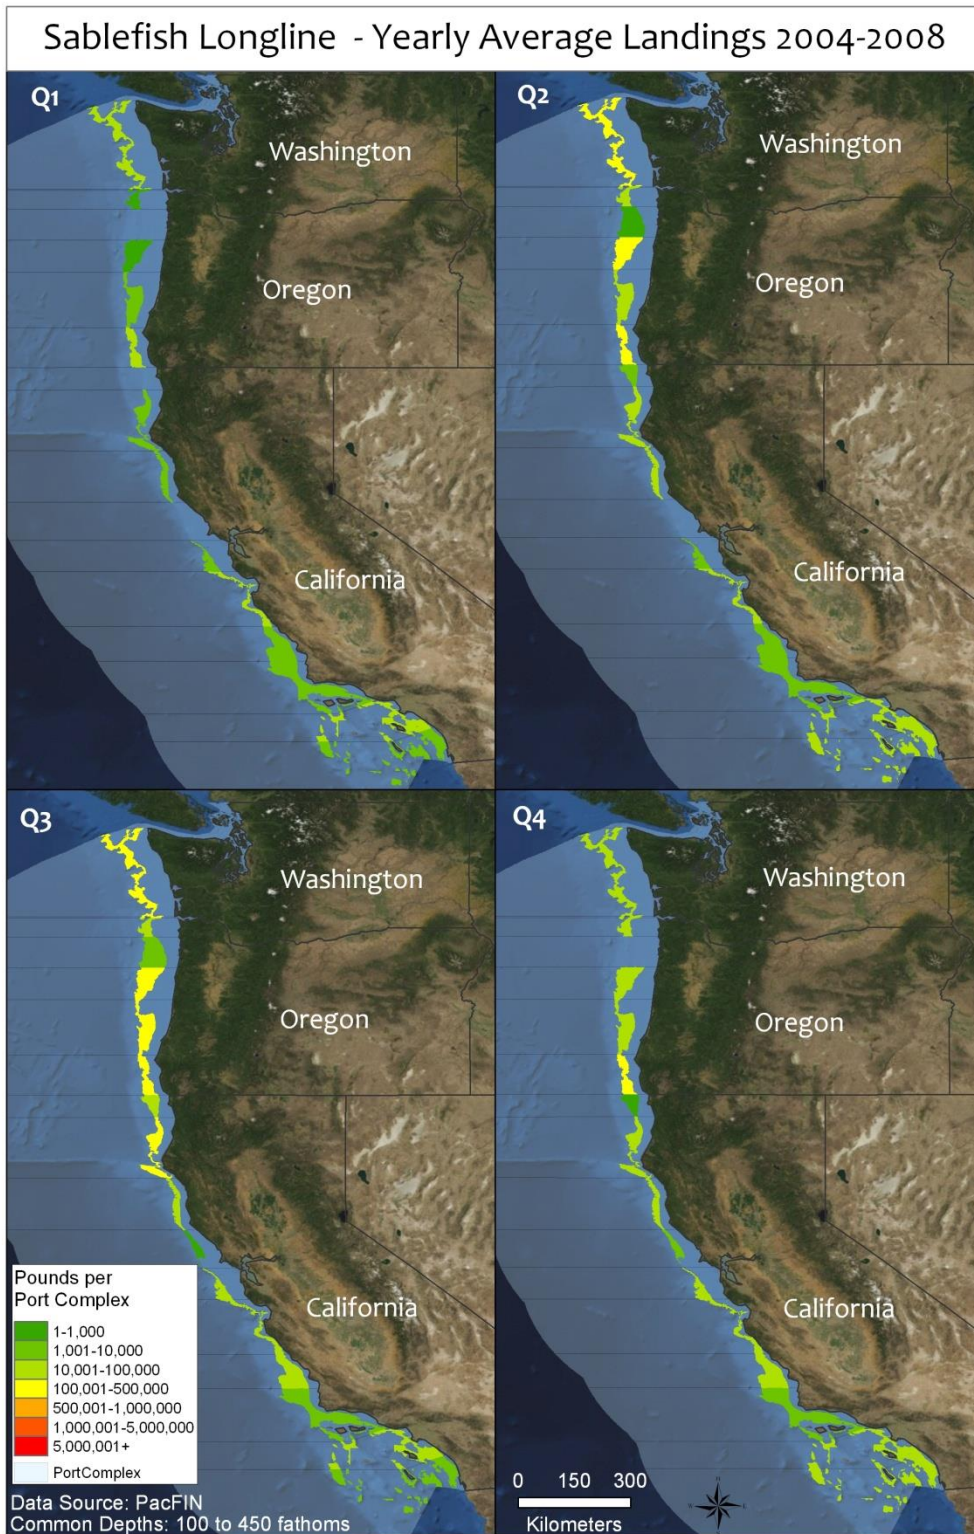 Sablefish Longline - Yearly Average Landings 2004-2008
Q1
Washington
Oregon
California
Q2
Washington
Oregon
California
Q3
Washington
Oregon
California
Pounds per
Port Complex
1-1,000
1,001-10,000
10,001-100,000
100,001-500,000
500,001-1,000,000
1,000,001-5,000,000
5,000,001+
PortComplex
Data Source: PacFIN
Common Depths: 100 to 450 fathoms
Q4
Washington
Oregon
California
0 150 300
Kilometers